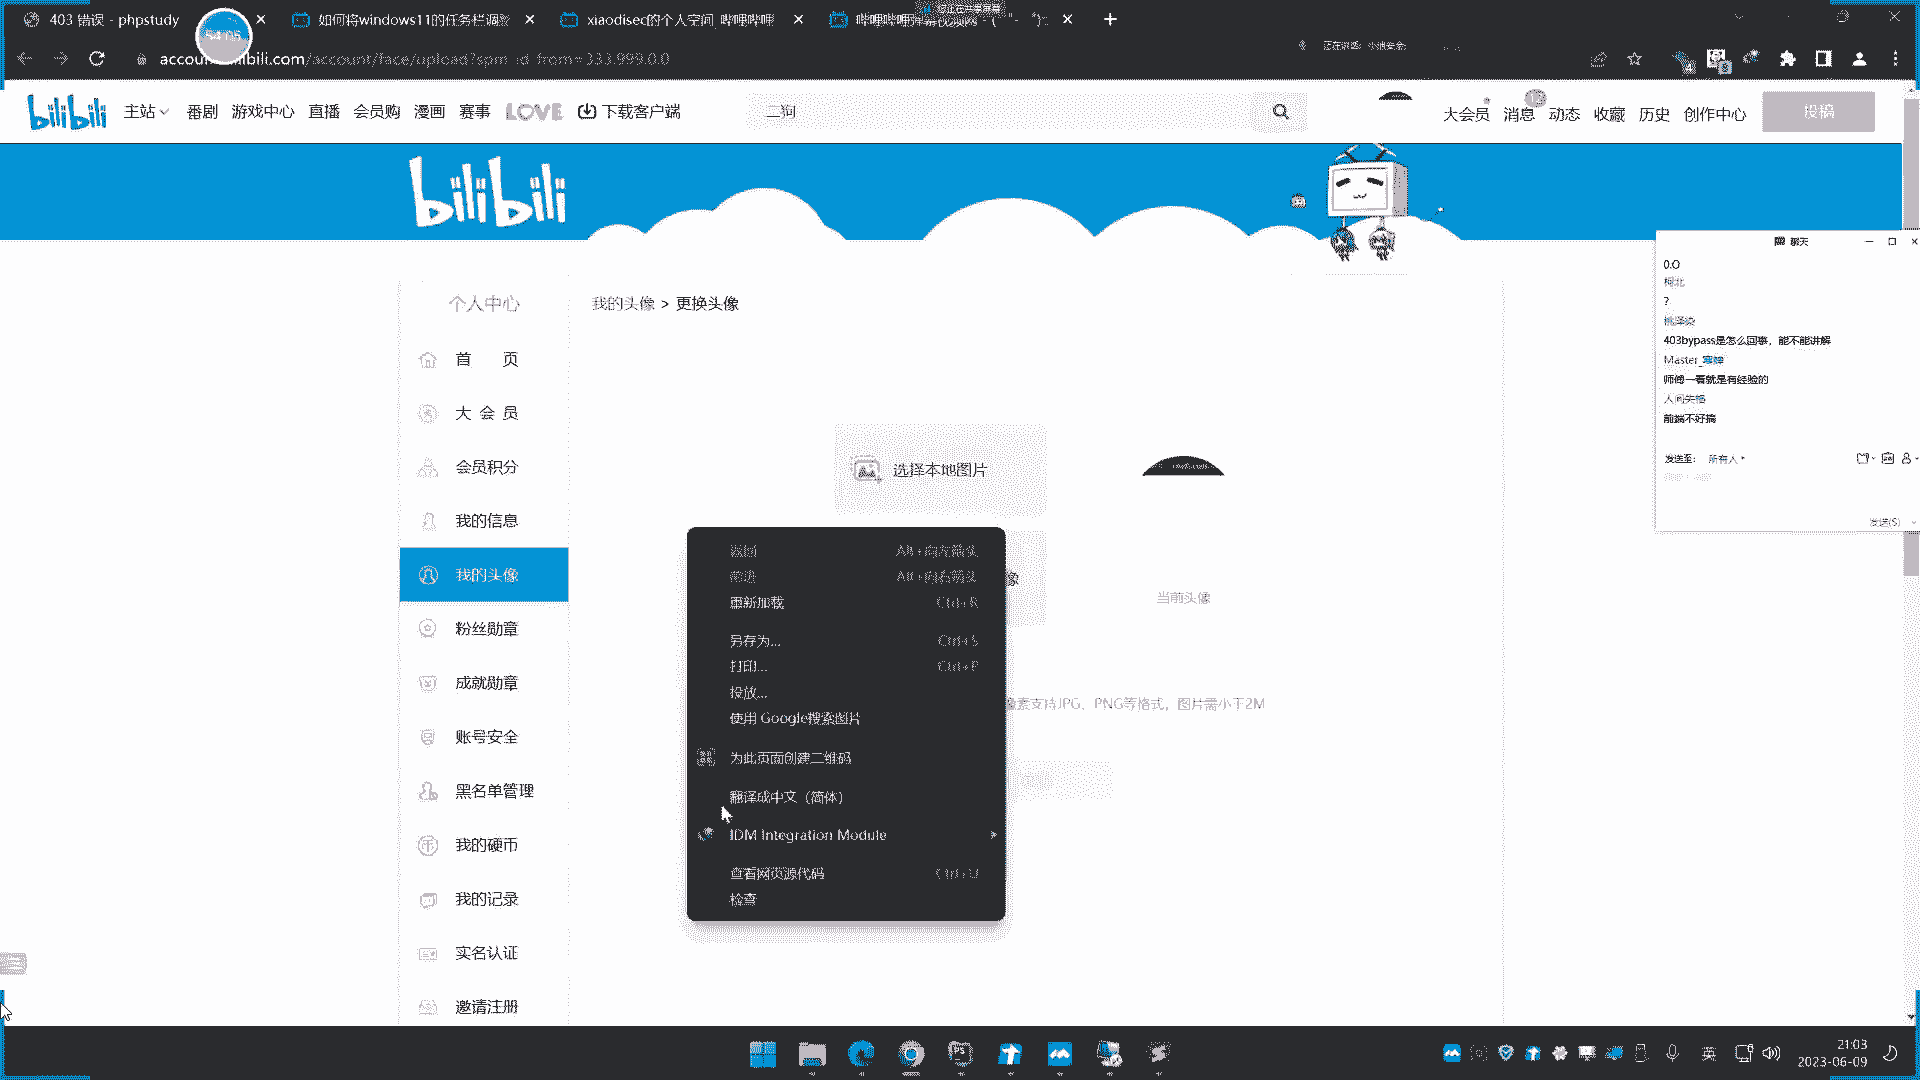 403 错误 - phpstudy
如何将windows11的任务栏调整
xiaodisec的个人空间_哔哩哔哩
bili.com/account/face/upload?spm_id_from=333.999.0.0
bilibili 主站 番剧 游戏中心 直播 会员购 漫画 赛事 LOVE 下载客户端
二狗
大会员 消息 动态 收藏 历史 创作中心 投稿
bilibili
聊天
0.O
柯北
?
403bypass是怎么回事，能不能讲解
师傅一看就是有经验的
人间失格
前端不好搞
发送至： 所有人
发送(S)
个人中心
首 页
大 会 员
会员积分
我的信息
我的头像
粉丝勋章
成就勋章
账号安全
黑名单管理
我的硬币
我的记录
实名认证
邀请注册
我的头像 > 更换头像
选择本地图片
当前头像
素支持JPG、PNG等格式，图片需小于2M
返回 Alt+向左箭头
前进 Alt+向右箭头
重新加载 Ctrl+R
另存为... Ctrl+S
打印... Ctrl+P
投放...
使用 Google搜索图片
为此页面创建二维码
翻译成中文（简体）
IDM Integration Module
查看网页源代码 Ctrl+U
检查
英
21:03
2023-06-09